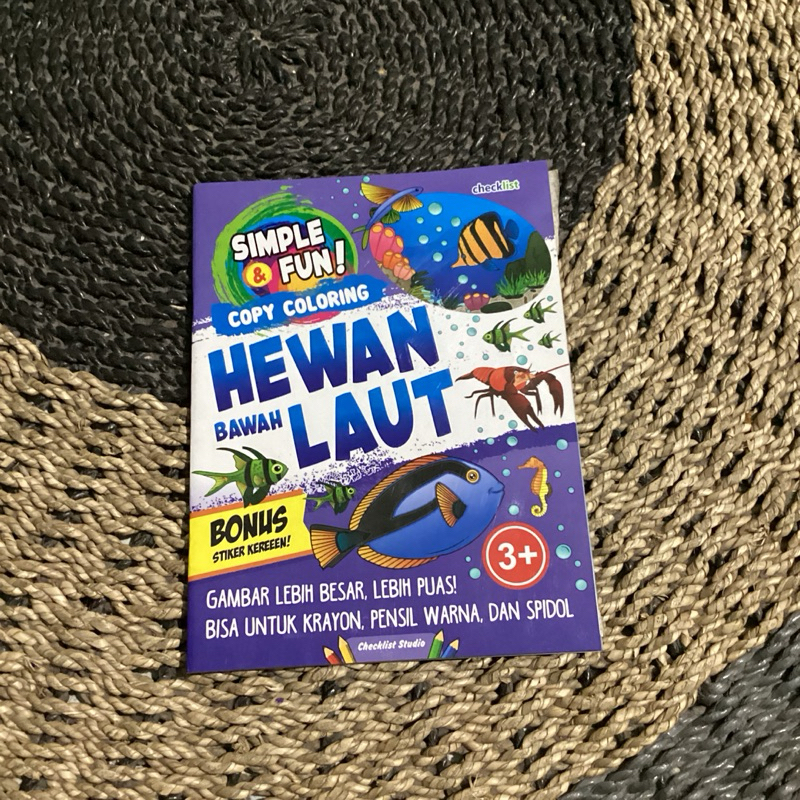 checklist
SIMPLE
& FUN!
COPY COLORING
HEWAN
BAWAH LAUT
BONUS
STIKER KEREEEN!
3+
GAMBAR LEBIH BESAR, LEBIH PUAS!
BISA UNTUK KRAYON, PENSIL WARNA, DAN SPIDOL
Checklist Studio